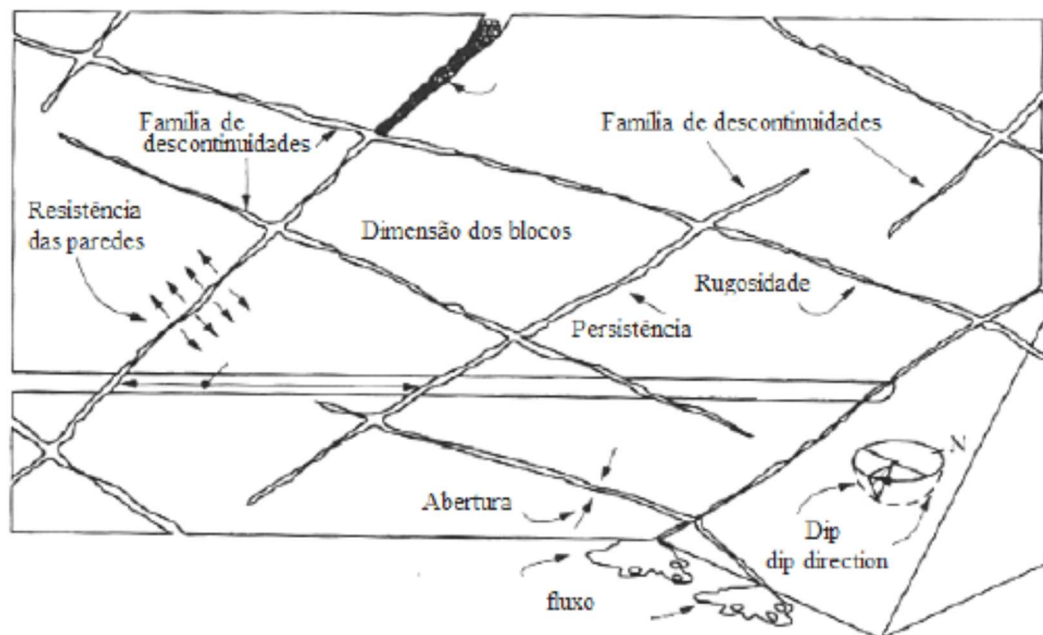 Família de
descontinuidades
Família de descontinuidades
Resistência
das paredes
Dimensão dos blocos
Rugosidade
Persistência
N
Abertura
Dip
dip direction
fluxo